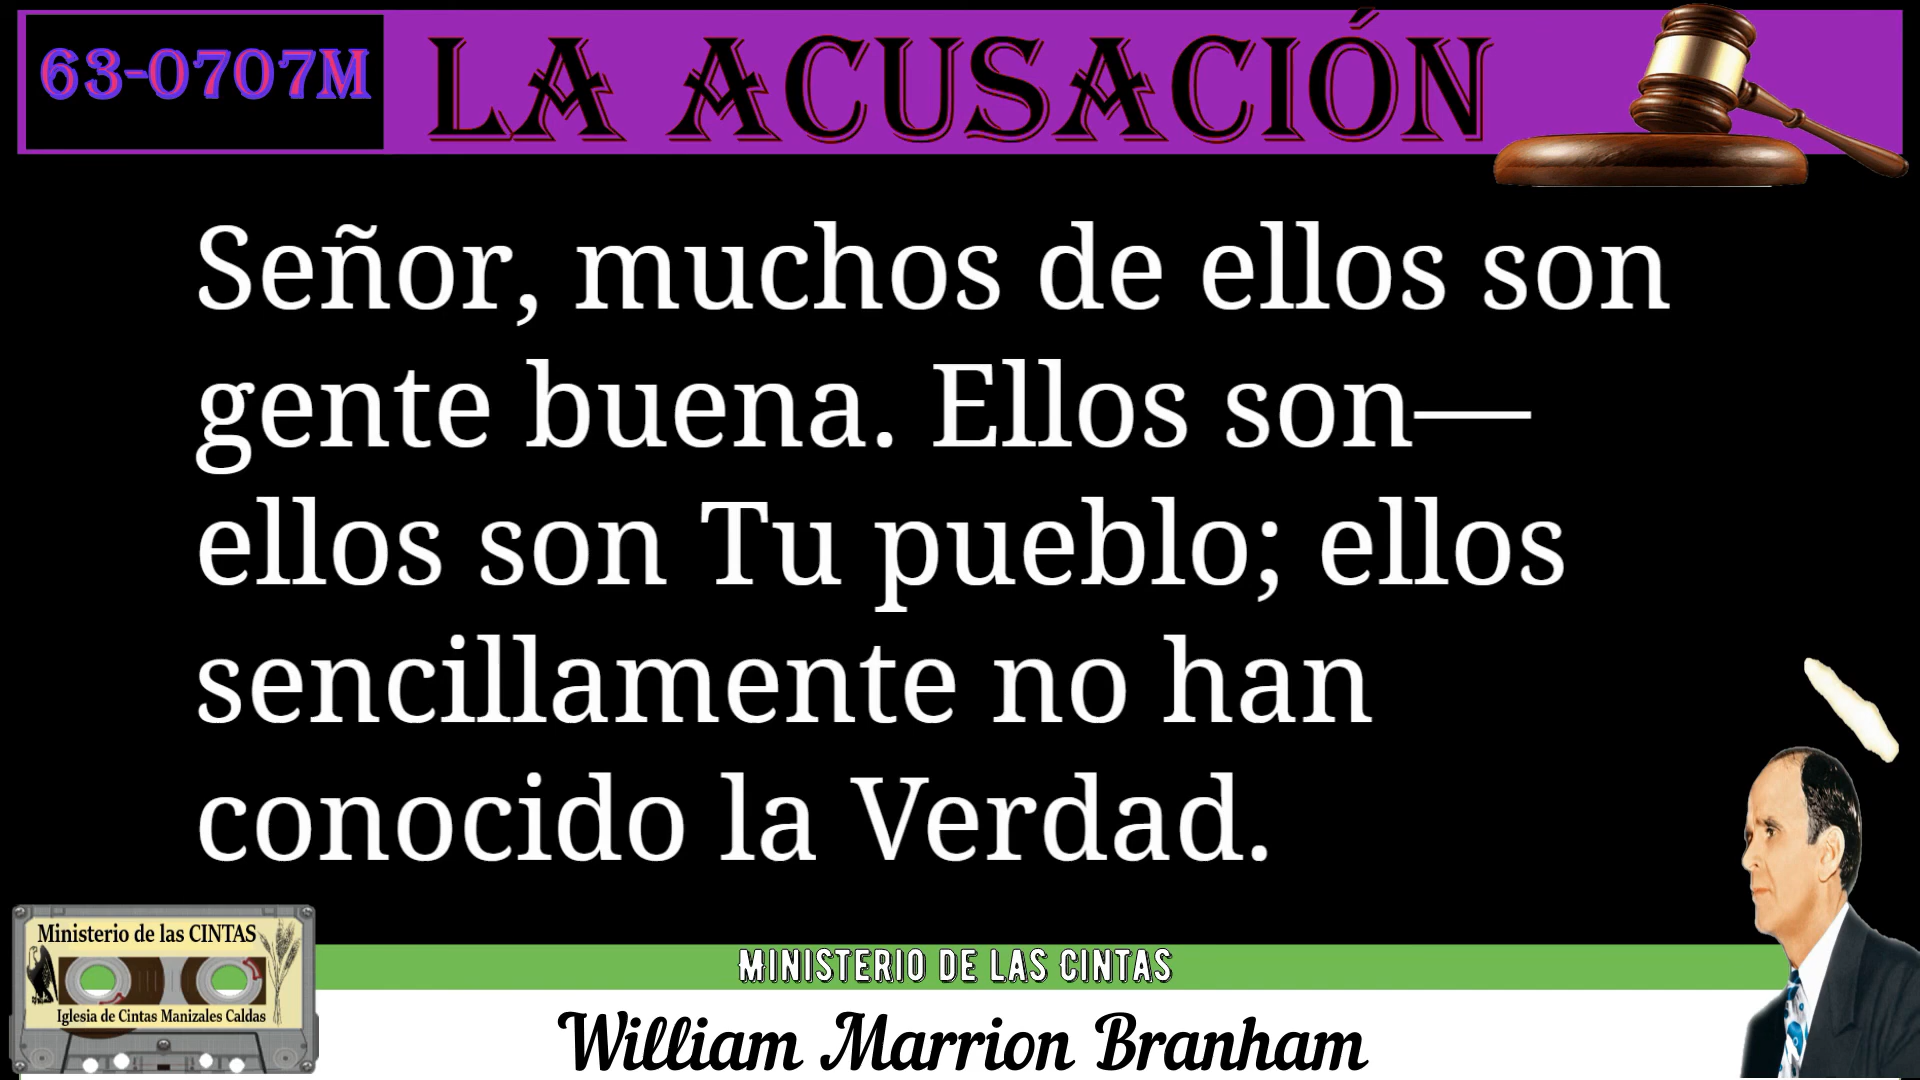 63-0707M
LA ACUSACIÓN
Señor, muchos de ellos son
gente buena. Ellos son—
ellos son Tu pueblo; ellos
sencillamente no han
conocido la Verdad.
Ministerio de las CINTAS
Iglesia de Cintas Manizales Caldas
MINISTERIO DE LAS CINTAS
William Marrion Branham